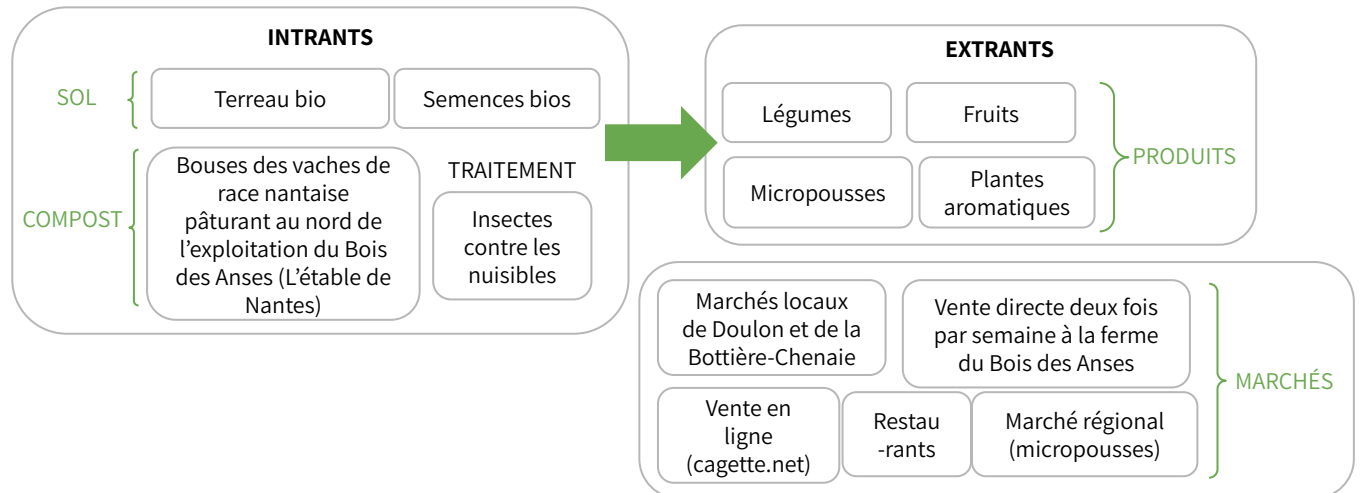 INTRANTS
SOL
Terreau bio
Semences bios
COMPOST
Bouses des vaches de
race nantaise
pâturant au nord de
l'exploitation du Bois
des Anses (L'étable de
Nantes)
TRAITEMENT
Insectes
contre les
nuisibles
EXTRANTS
Légumes
Fruits
Micropousses
Plantes
aromatiques
PRODUITS
Marchés locaux
de Doulon et de la
Bottière-Chenaie
Vente directe deux fois
par semaine à la ferme
du Bois des Anses
Vente en
ligne
(cagette.net)
Restau
-rants
Marché régional
(micropousses)
MARCHÉS